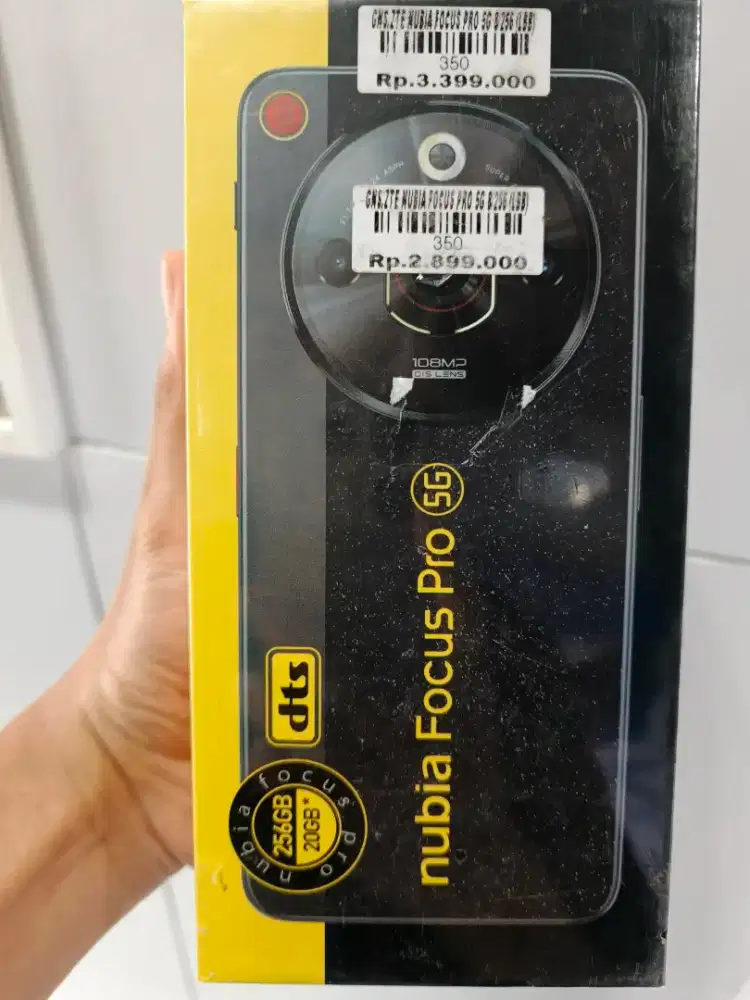 GNS.ZTE NUBIA FOCUS PRO 5G 8/256 (LBB)
350
Rp.3.399.000
GNS.ZTE NUBIA FOCUS PRO 5G 8/256 (LBB)
350
Rp.2.899.000
108MP
OIS LENS
nubia Focus Pro 5G
dts
nubia focus pro
256GB
20GB*